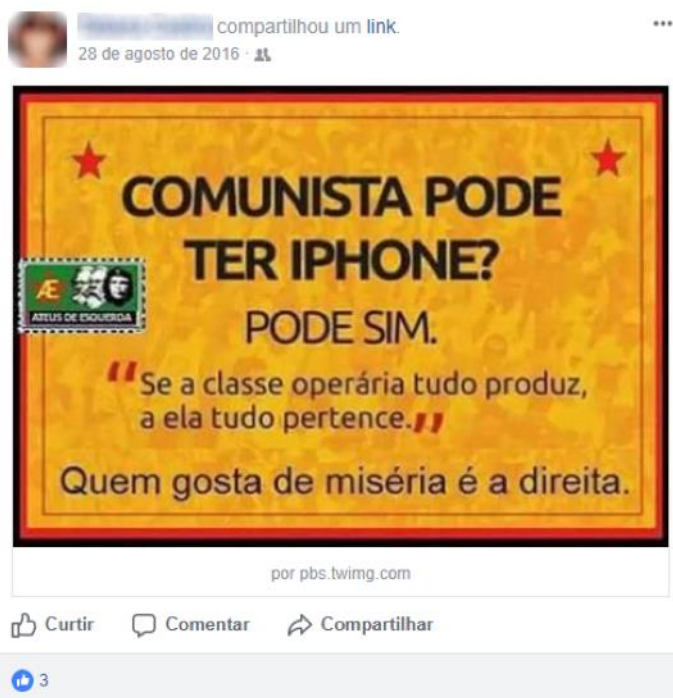 compartilhou um link.
28 de agosto de 2016
COMUNISTA PODE
TER IPHONE?
ATEUS DE ESQUERDA
PODE SIM.
“Se a classe operária tudo produz,
a ela tudo pertence.”
Quem gosta de miséria é a direita.
por pbs.twimg.com
Curtir Comentar Compartilhar
3